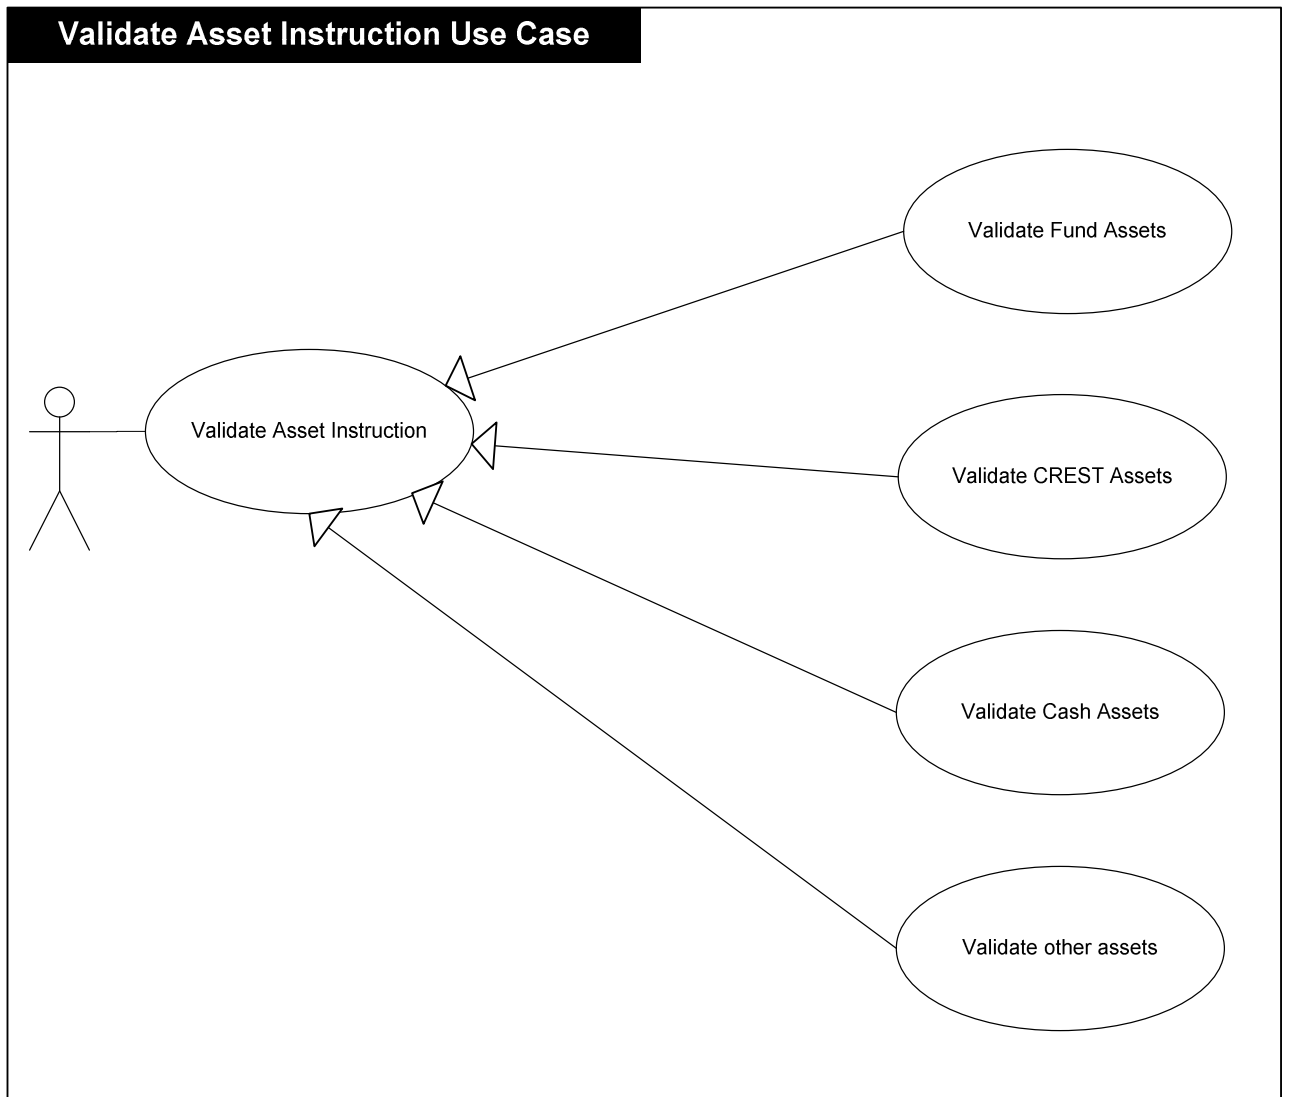 Validate Asset Instruction Use Case
Validate Fund Assets
Validate Asset Instruction
Validate CREST Assets
Validate Cash Assets
Validate other assets